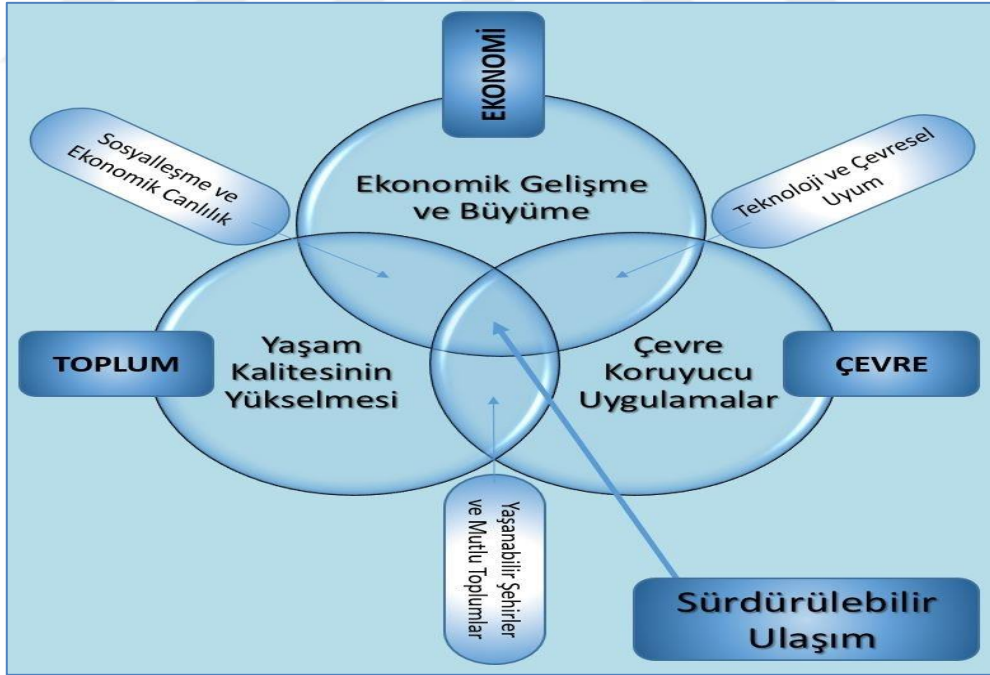 EKONOMİ
Sosyalleşme ve
Ekonomik Canlılık
Teknoloji ve Çevresel
Uyum
Ekonomik Gelişme
ve Büyüme
TOPLUM
Yaşam
Kalitesinin
Yükselmesi
Çevre
Koruyucu
Uygulamalar
ÇEVRE
Yaşanabilir Şehirler
ve Mutlu Toplumlar
Sürdürülebilir
Ulaşım